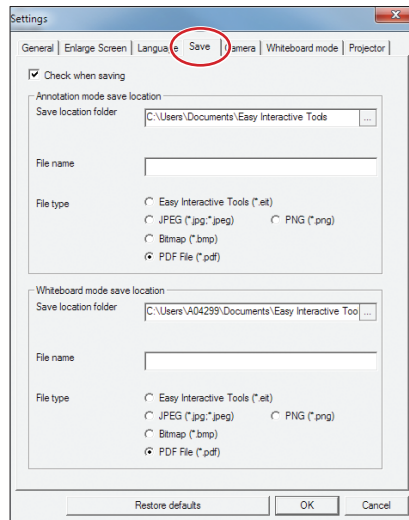 Settings
General Enlarge Screen Language Save Camera Whiteboard mode Projector
Check when saving
Annotation mode save location
Save location folder C:\Users\Documents\Easy Interactive Tools ...
File name
File type Easy Interactive Tools (*.eit)
JPEG (*.jpg;*.jpeg) PNG (*.png)
Bitmap (*.bmp)
PDF File (*.pdf)
Whiteboard mode save location
Save location folder C:\Users\A04299\Documents\Easy Interactive Too ...
File name
File type Easy Interactive Tools (*.eit)
JPEG (*.jpg;*.jpeg) PNG (*.png)
Bitmap (*.bmp)
PDF File (*.pdf)
Restore defaults OK Cancel